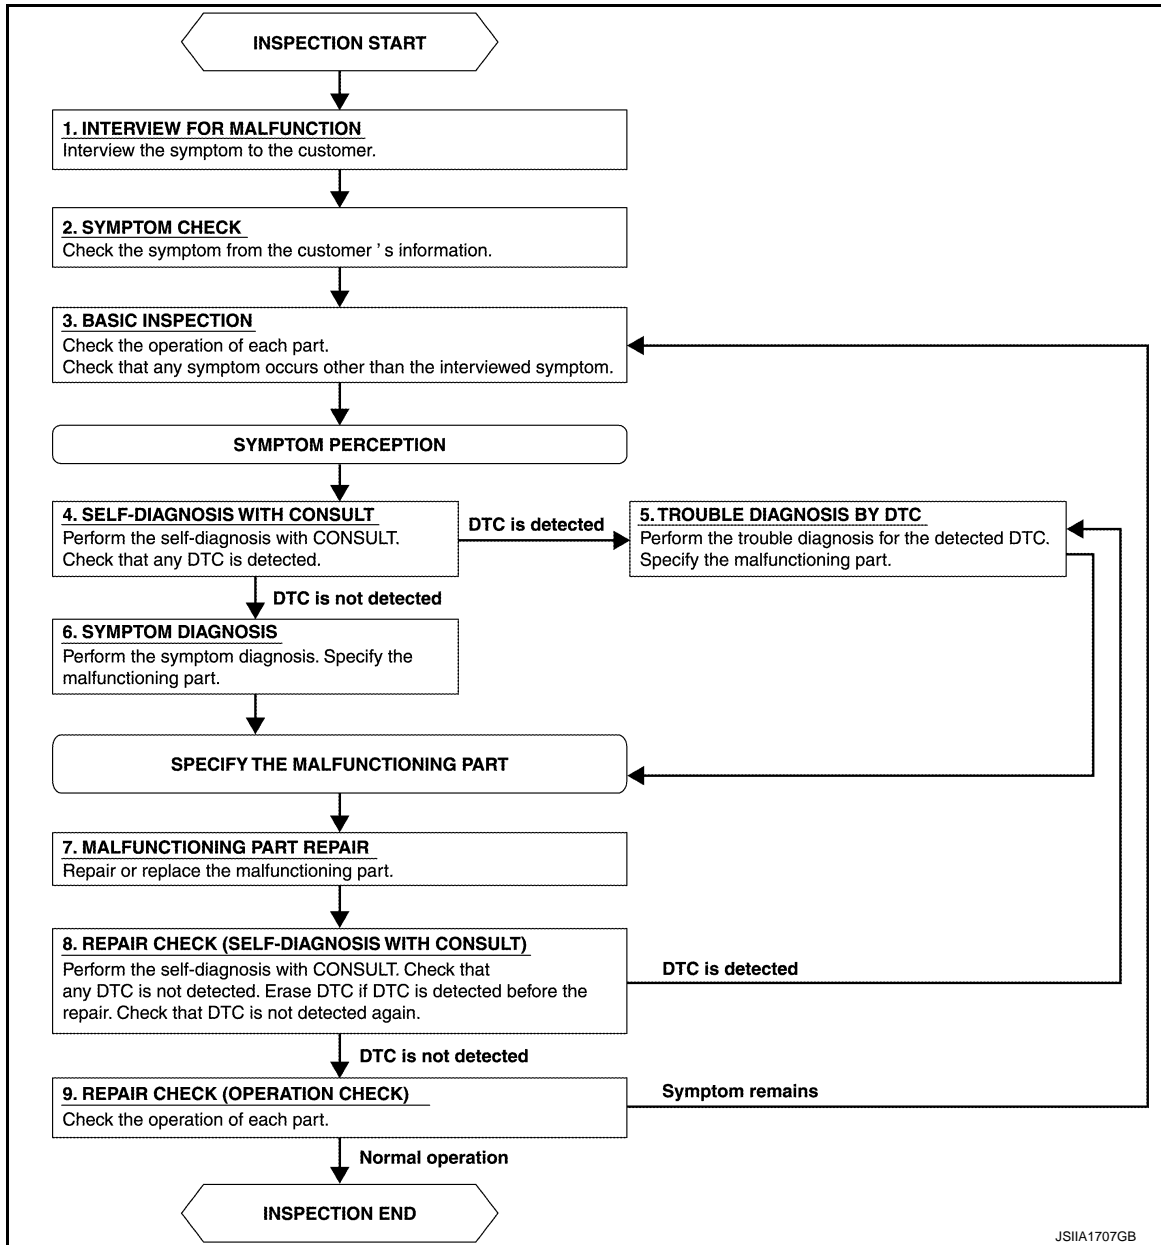 INSPECTION START
1. INTERVIEW FOR MALFUNCTION
Interview the symptom to the customer.
2. SYMPTOM CHECK
Check the symptom from the customer ' s information.
3. BASIC INSPECTION
Check the operation of each part.
Check that any symptom occurs other than the interviewed symptom.
SYMPTOM PERCEPTION
4. SELF-DIAGNOSIS WITH CONSULT
Perform the self-diagnosis with CONSULT.
Check that any DTC is detected.
DTC is detected
5. TROUBLE DIAGNOSIS BY DTC
Perform the trouble diagnosis for the detected DTC.
Specify the malfunctioning part.
DTC is not detected
6. SYMPTOM DIAGNOSIS
Perform the symptom diagnosis. Specify the
malfunctioning part.
SPECIFY THE MALFUNCTIONING PART
7. MALFUNCTIONING PART REPAIR
Repair or replace the malfunctioning part.
8. REPAIR CHECK (SELF-DIAGNOSIS WITH CONSULT)
Perform the self-diagnosis with CONSULT. Check that
any DTC is not detected. Erase DTC if DTC is detected before the
repair. Check that DTC is not detected again.
DTC is detected
DTC is not detected
9. REPAIR CHECK (OPERATION CHECK)
Check the operation of each part.
Symptom remains
Normal operation
INSPECTION END
JSIIA1707GB